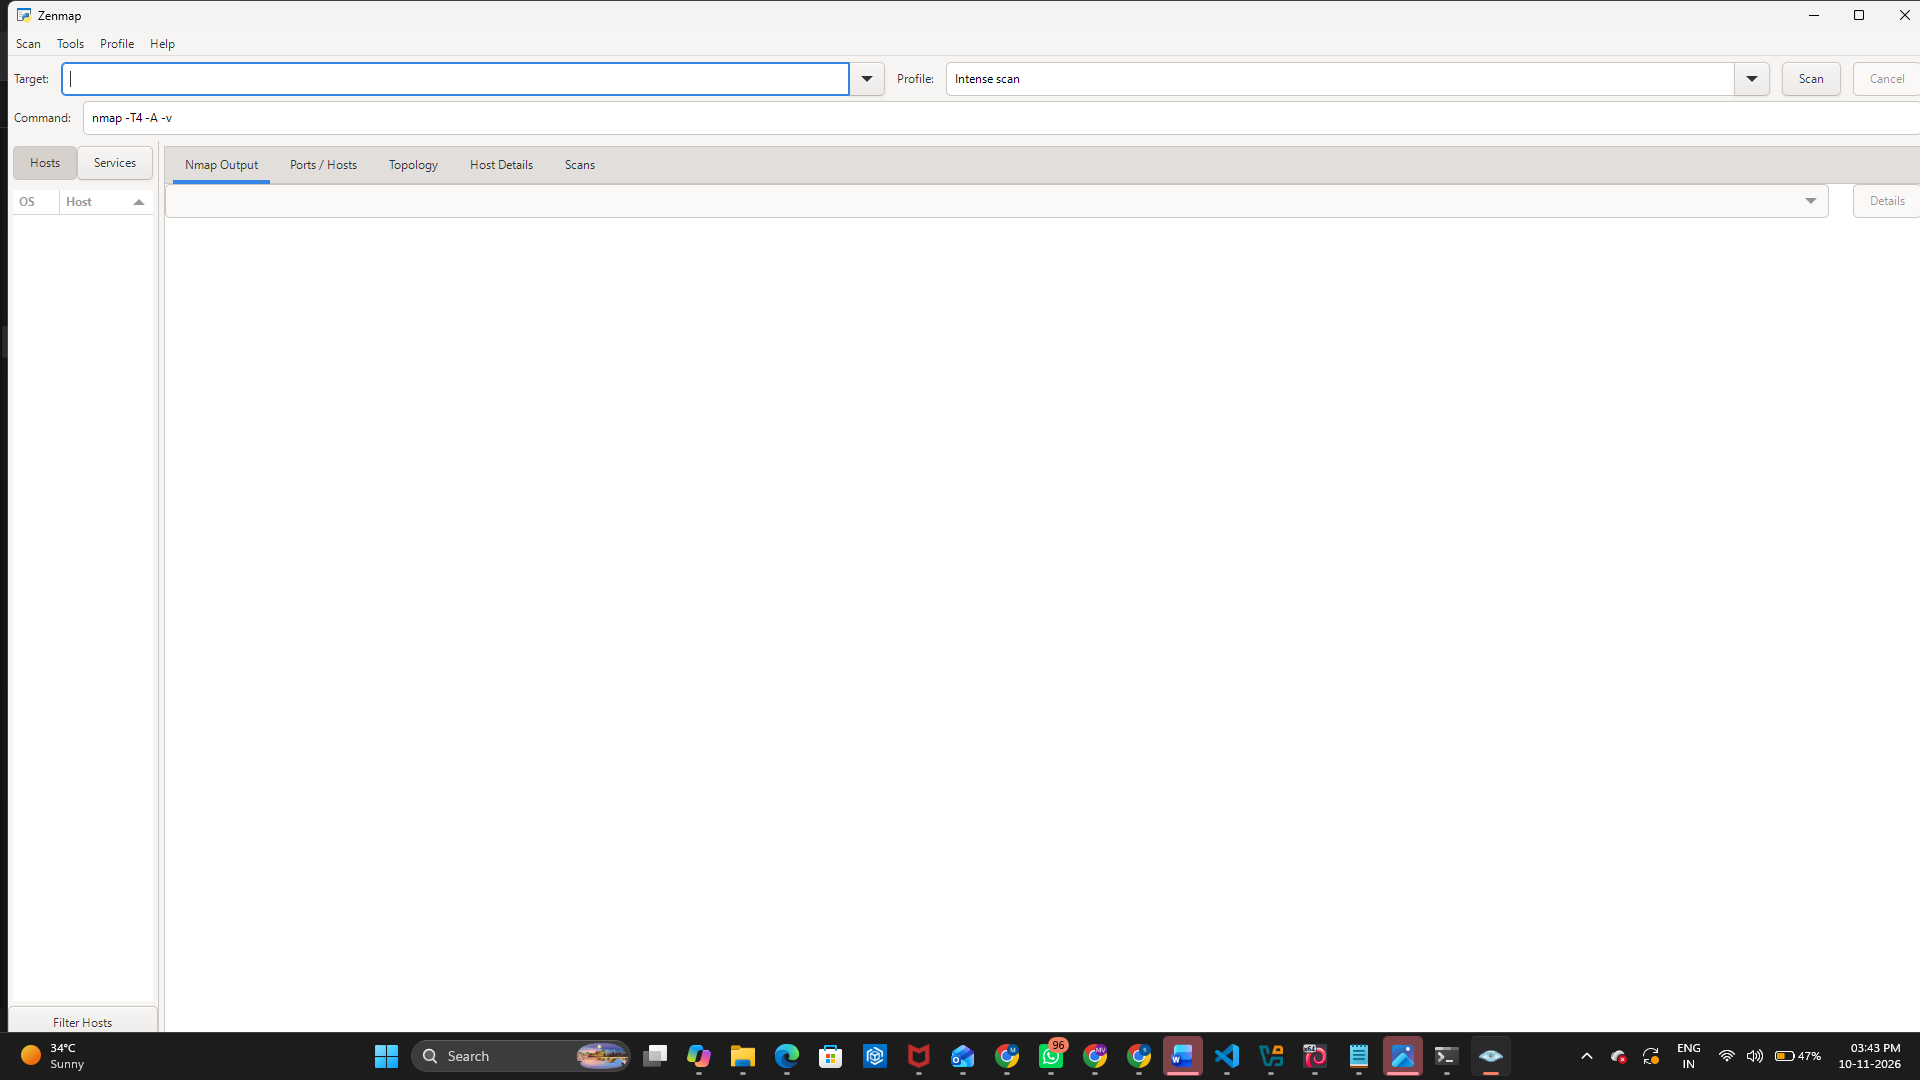 Zenmap
Scan Tools Profile Help
Target: Profile: Intense scan Scan Cancel
Command: nmap -T4 -A -v
Hosts Services Nmap Output Ports / Hosts Topology Host Details Scans
OS Host Details
Filter Hosts
34°C
Sunny
Search
96
ENG
IN
47%
03:43 PM
10-11-2026